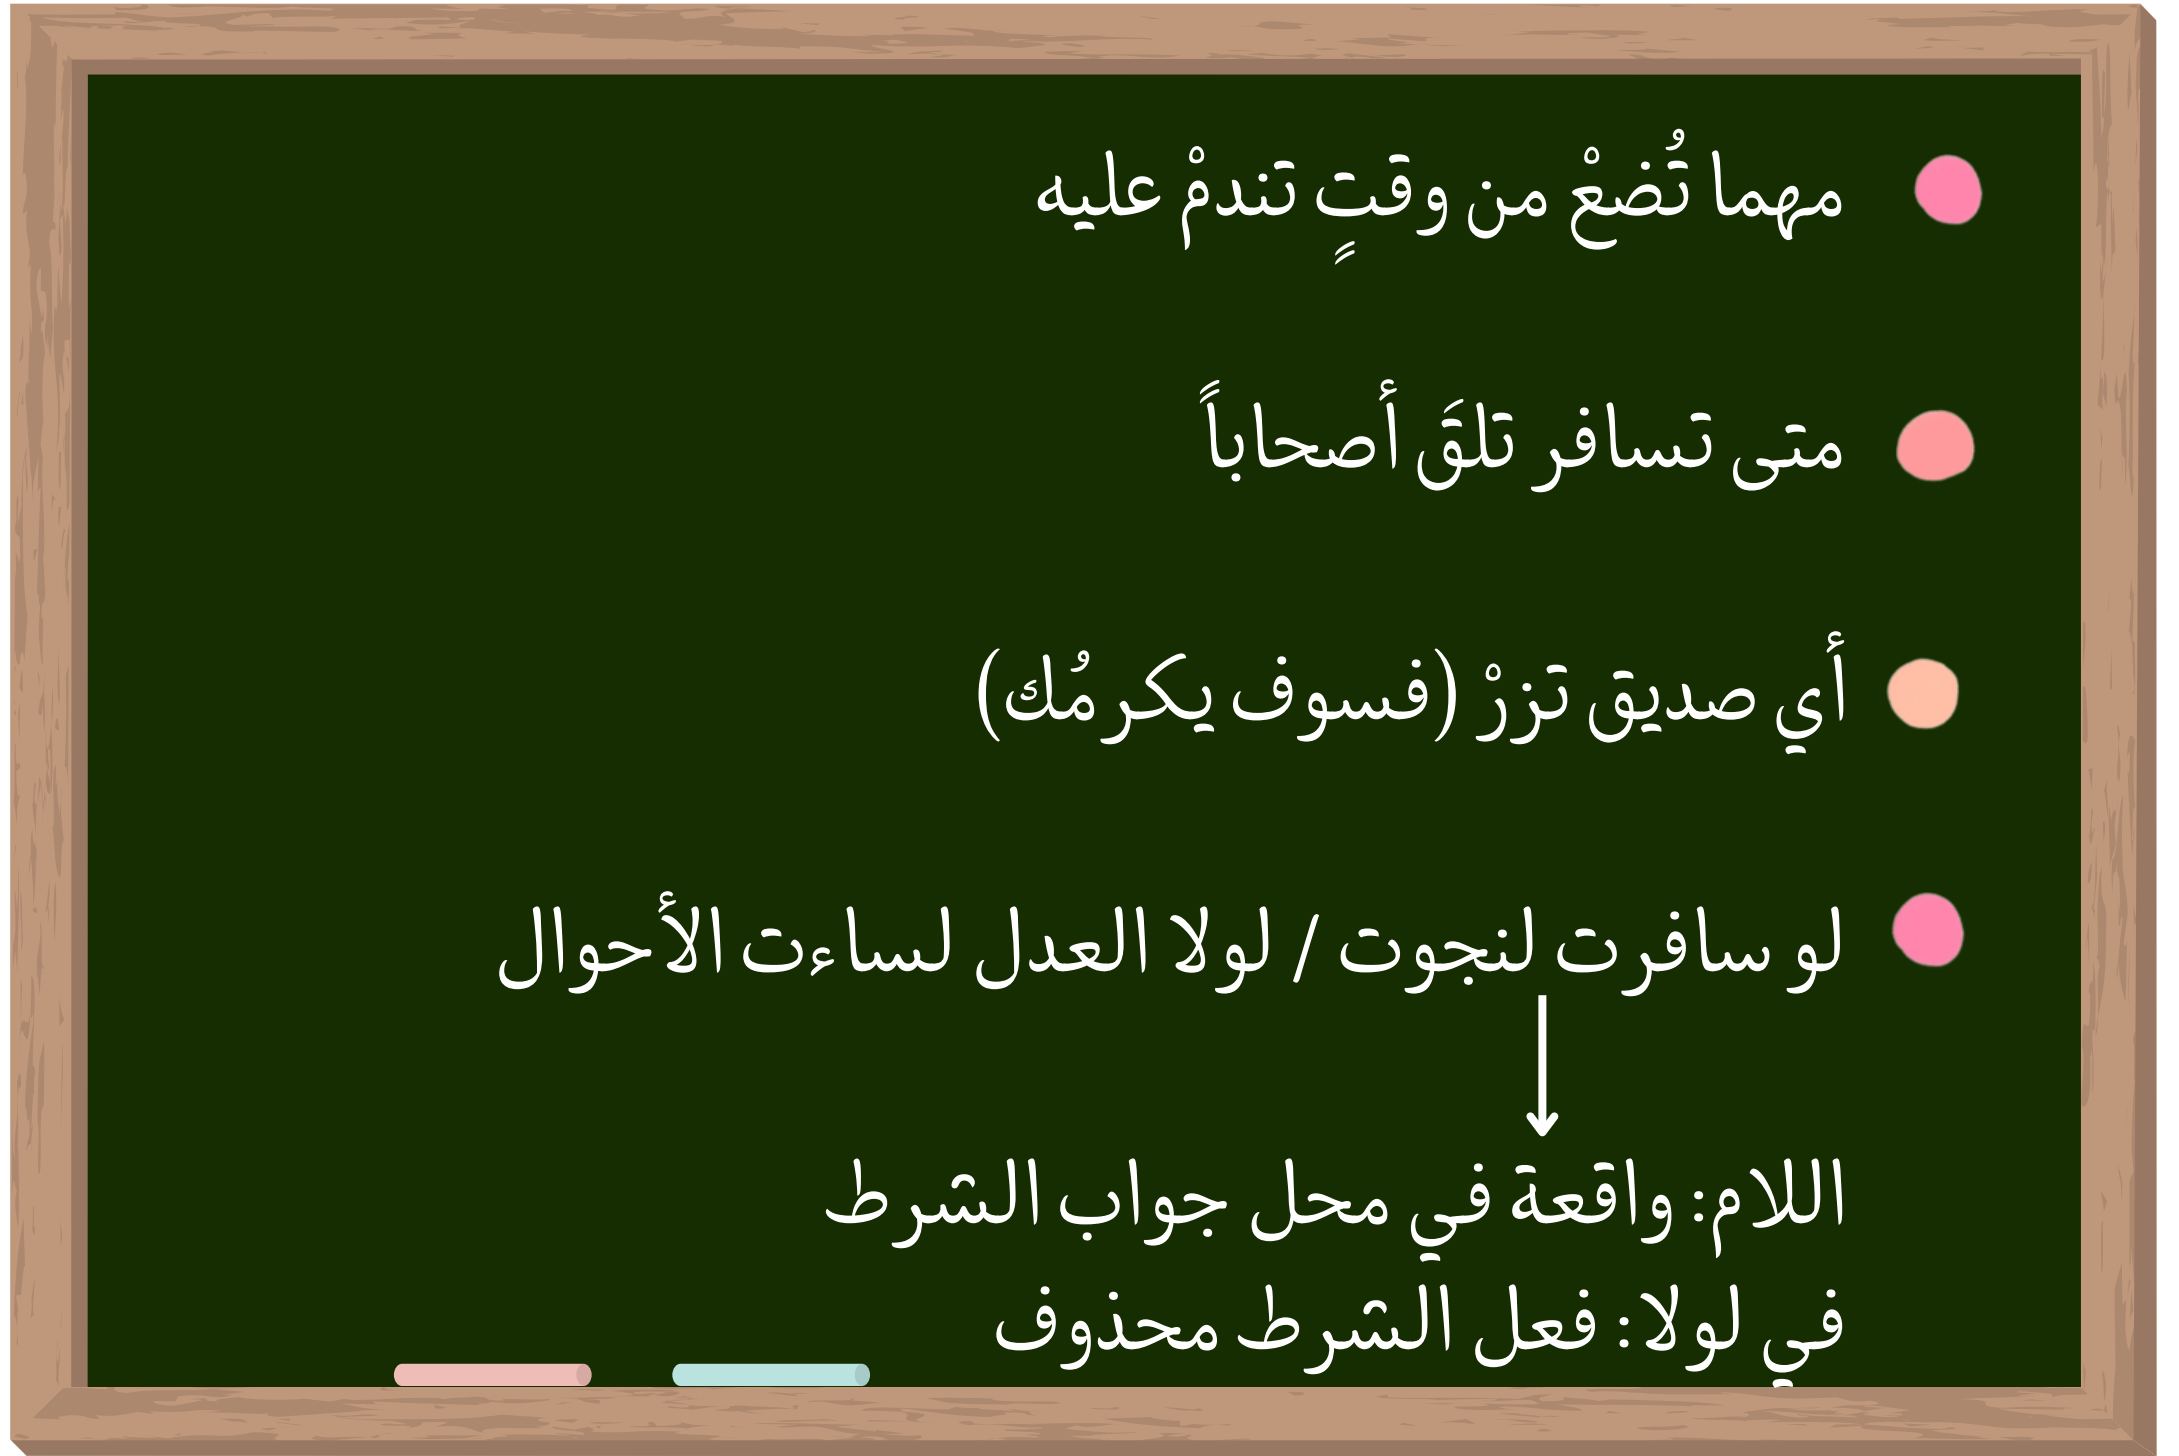 مهما تُضعْ من وقتٍ تندمْ عليه
متى تسافر تلقَ أصحاباً
أي صديق تزرْ (فسوف يكرمُك)
لو سافرت لنجوت / لولا العدل لساءت الأحوال
اللام: واقعة في محل جواب الشرط
في لولا: فعل الشرط محذوف